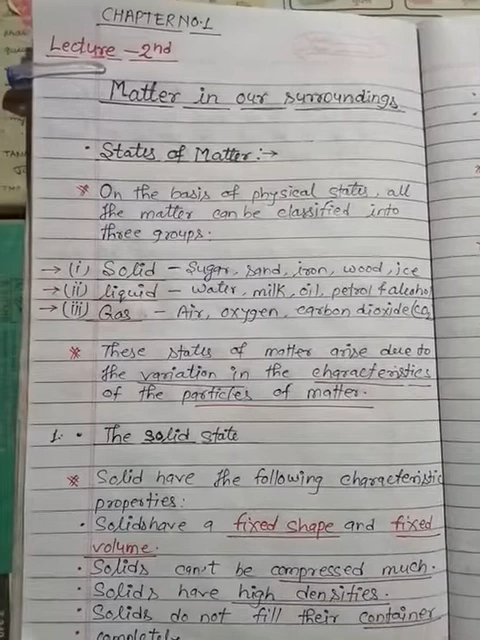 CHAPTER NO.1
Lecture - 2nd
Matter in our surroundings
• States of Matter:→
* On the basis of physical states, all
the matter can be classified into
three groups:
→ (i) Solid - Sugar, sand, iron, wood, ice
→ (ii) liquid - water, milk, oil, petrol & alcohol
→ (iii) Gas - Air, oxygen, carbon dioxide (CO2
* These states of matter arise due to
the variation in the characteristics
of the particles of matter.
1. • The solid state
* Solid have the following characteristic
properties:
• Solids have a fixed shape and fixed
volume.
• Solids can't be compressed much.
• Solids have high densities.
• Solids do not fill their container
• completely